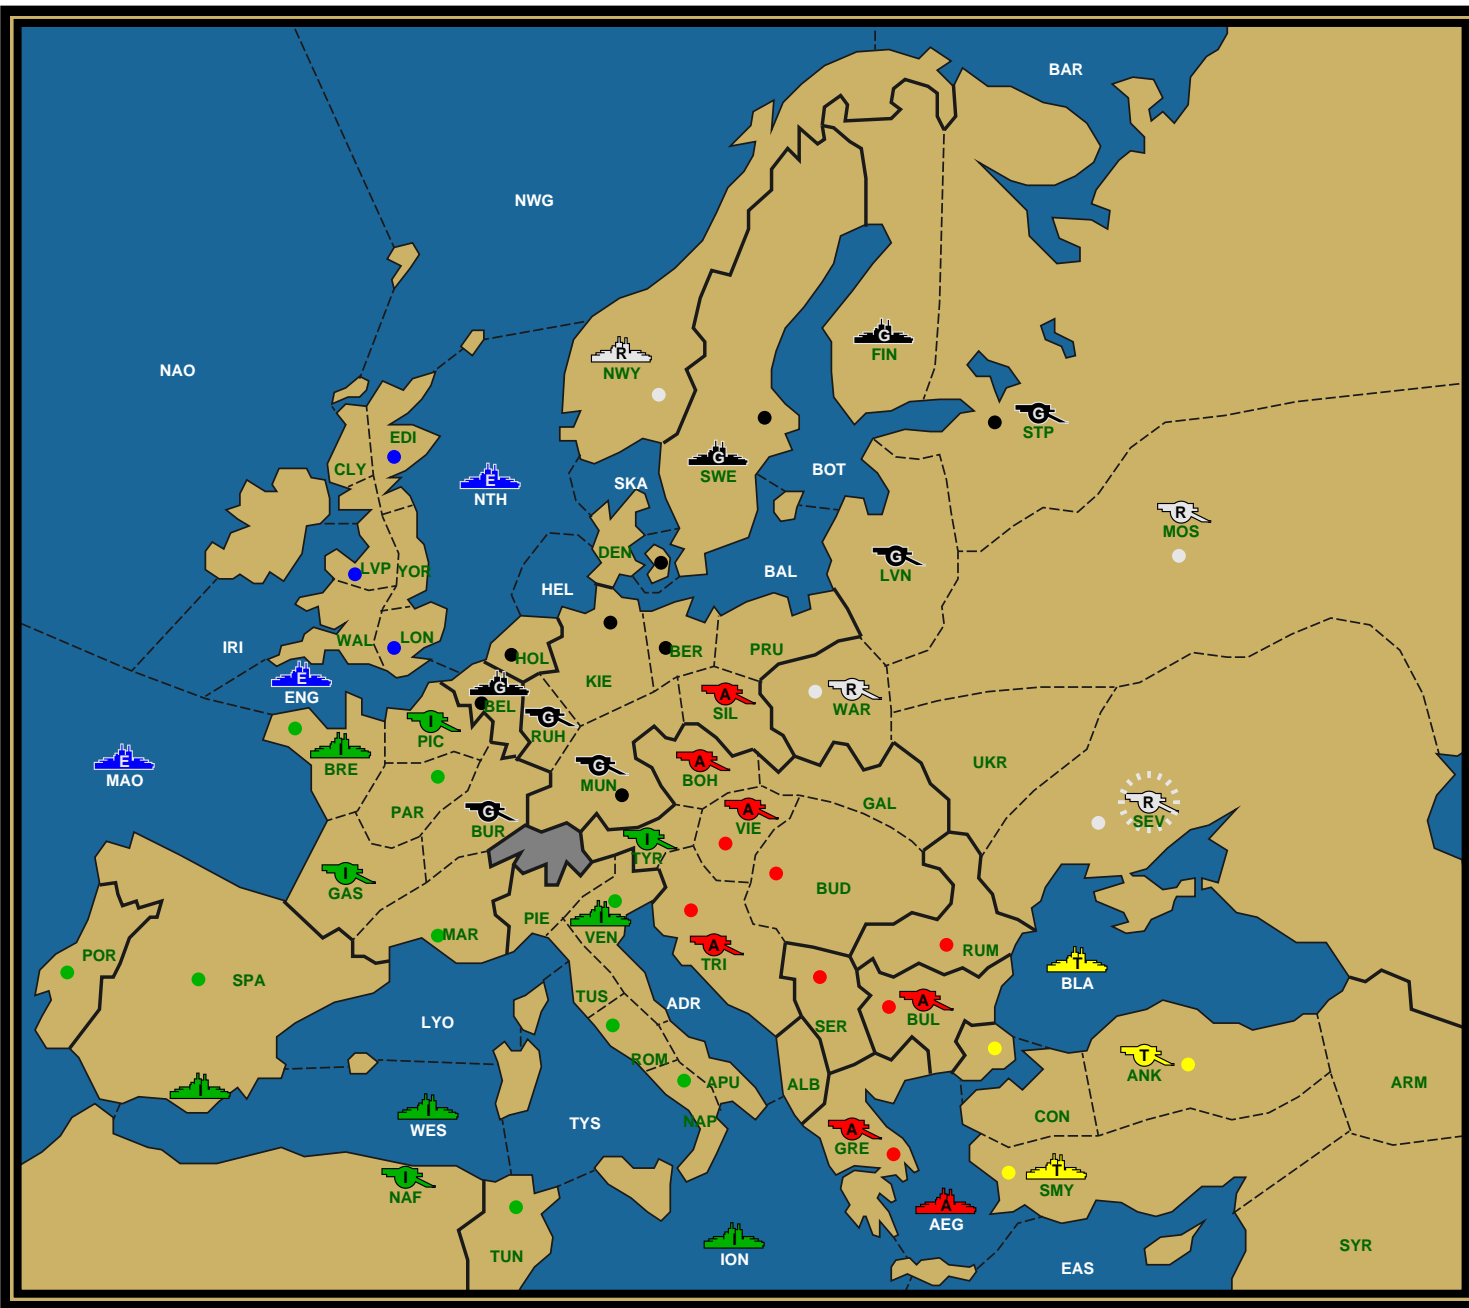 BAR
NWG
NAO
R
NWY
G
FIN
G
STP
EDI
CLY
E
NTH
G
SWE
SKA
BOT
R
MOS
DEN
G
LVN
LVP
YOR
HEL
BAL
IRI
WAL
LON
HOL
KIE
BER
PRU
E
ENG
G
BEL
A
SIL
R
WAR
I
PIC
G
RUH
E
MAO
I
BRE
G
MUN
A
BOH
UKR
PAR
G
BUR
A
VIE
GAL
R
SEV
I
TYR
I
GAS
BUD
PIE
I
VEN
MAR
POR
SPA
A
TRI
RUM
T
BLA
TUS
ADR
LYO
SER
A
BUL
ROM
APU
ALB
T
ANK
ARM
I
I
WES
TYS
NAP
CON
A
GRE
I
NAF
T
SMY
A
AEG
TUN
I
ION
EAS
SYR